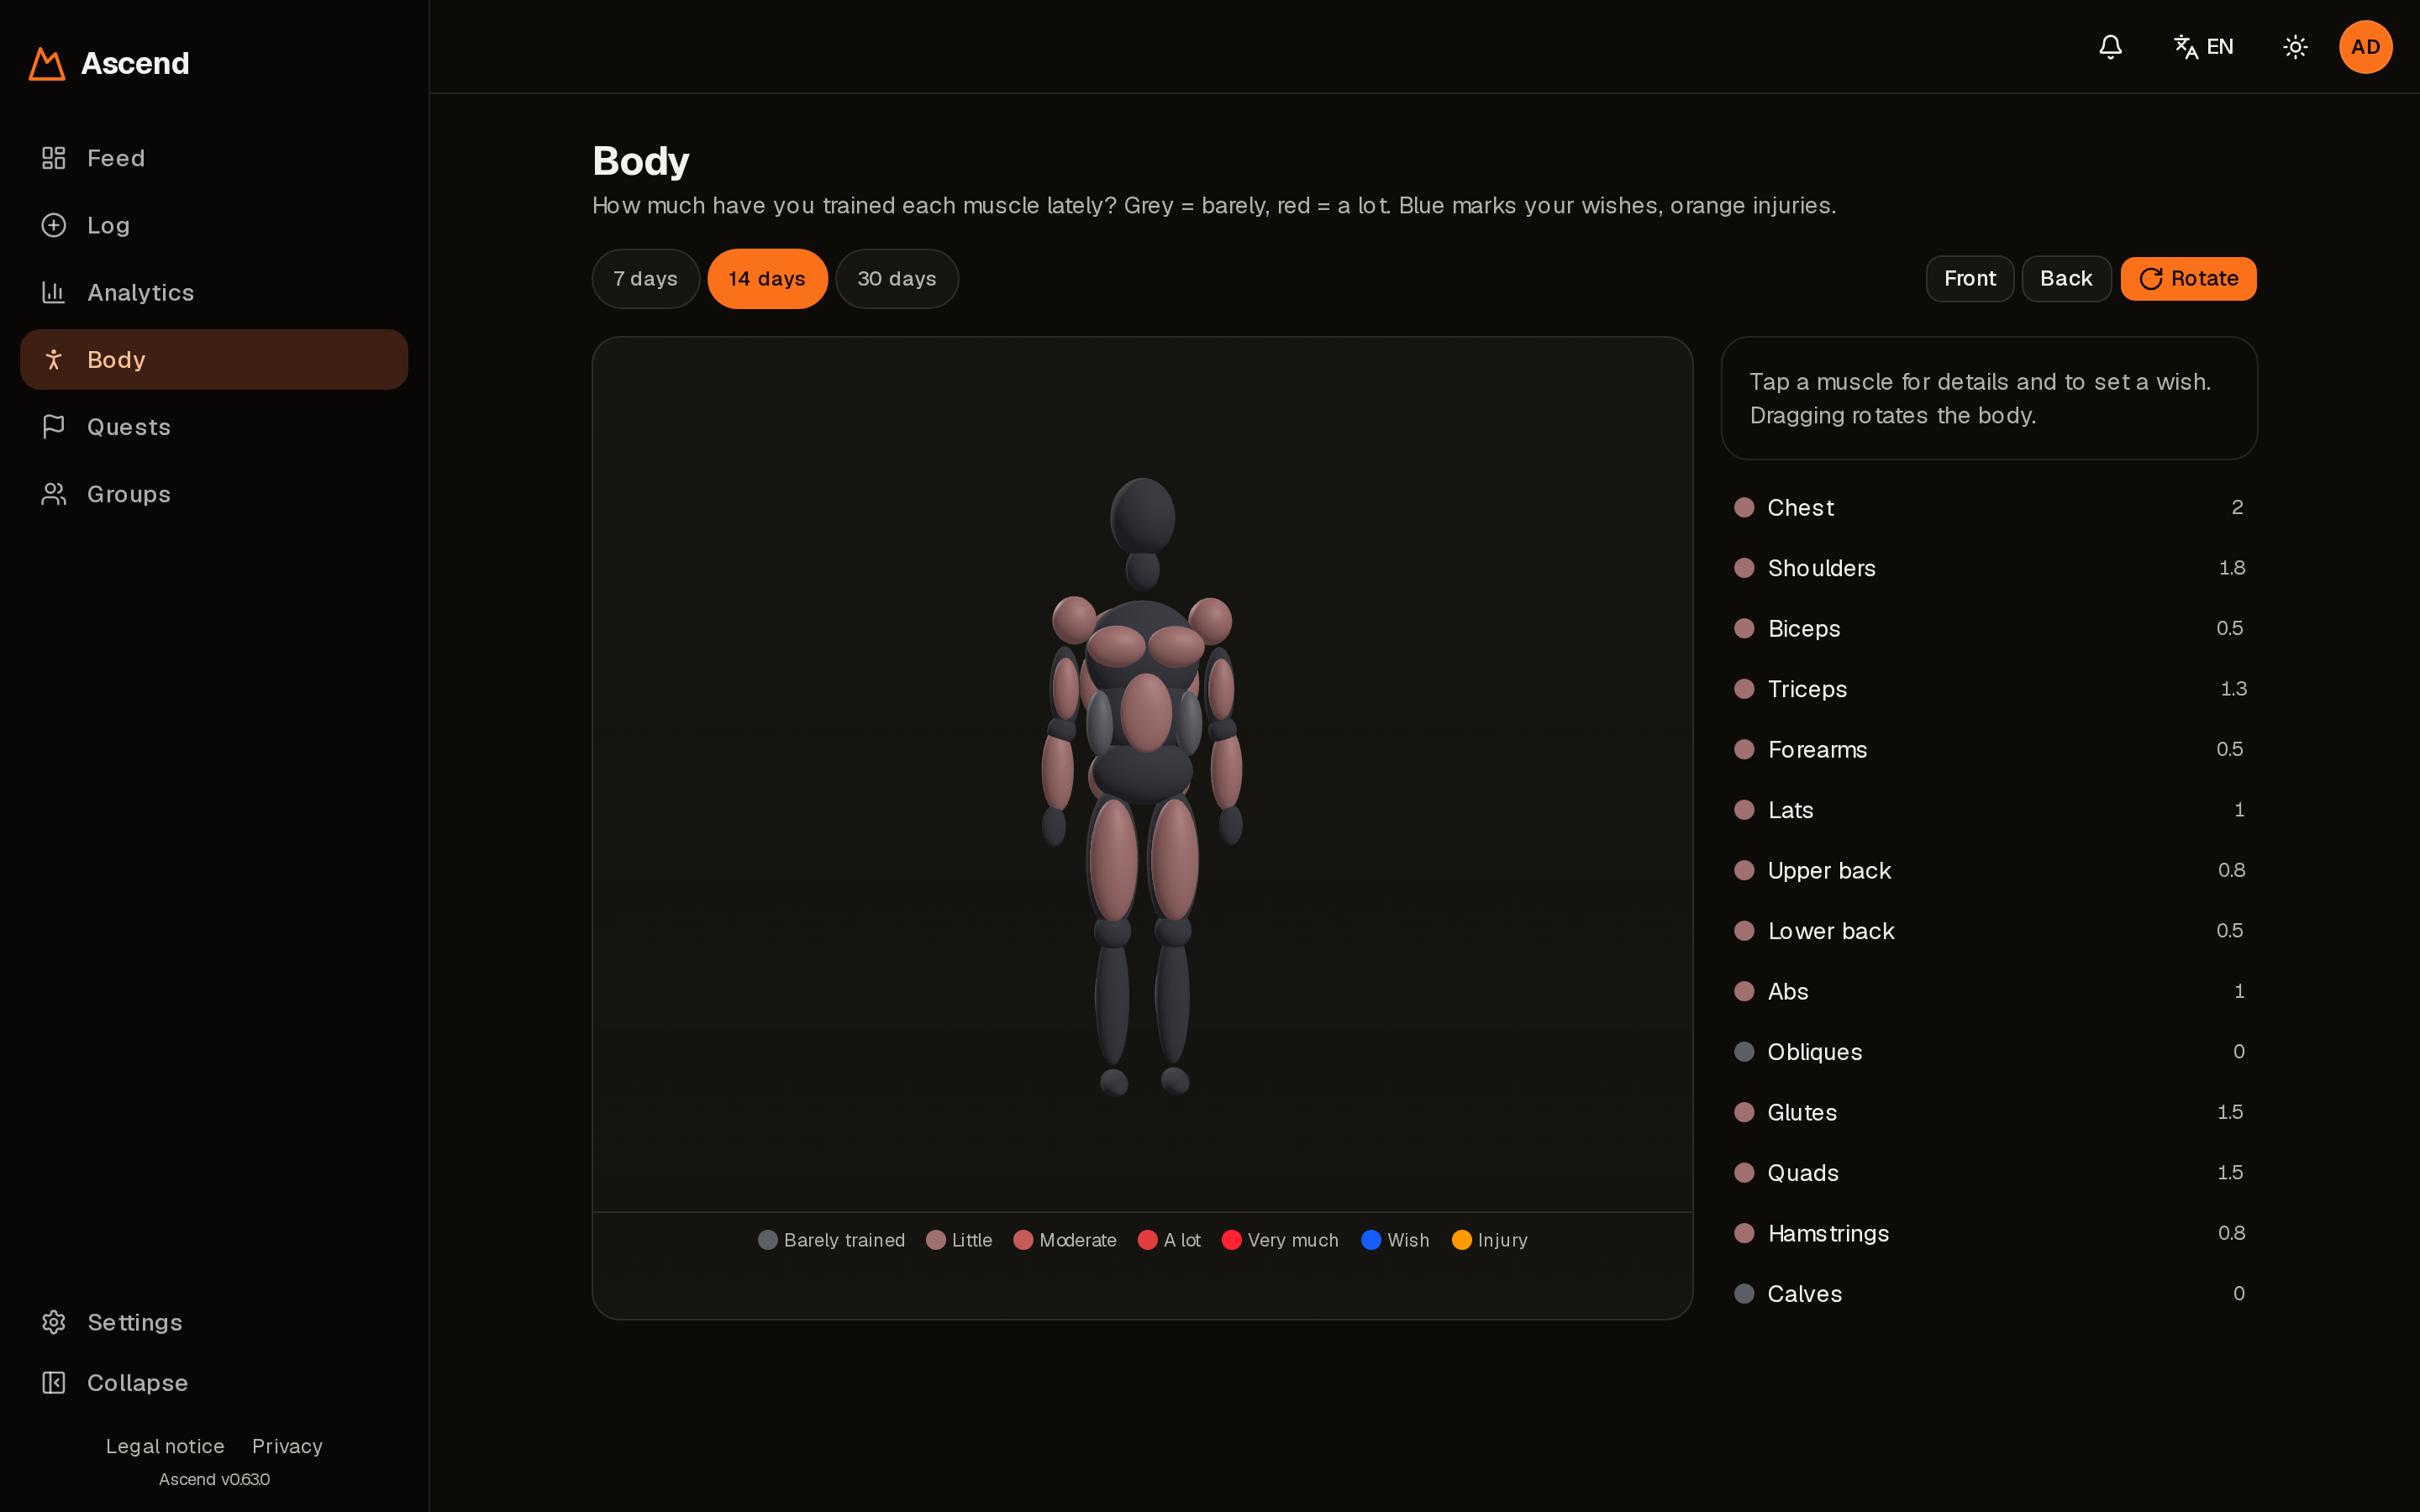 Ascend
Feed
Log
Analytics
Body
Quests
Groups
Settings
Collapse
Legal notice Privacy
Ascend v0.63.0
EN
AD
Body
How much have you trained each muscle lately? Grey = barely, red = a lot. Blue marks your wishes, orange injuries.
7 days 14 days 30 days
Front Back Rotate
Barely trained Little Moderate A lot Very much Wish Injury
Tap a muscle for details and to set a wish.
Dragging rotates the body.
Chest 2
Shoulders 1.8
Biceps 0.5
Triceps 1.3
Forearms 0.5
Lats 1
Upper back 0.8
Lower back 0.5
Abs 1
Obliques 0
Glutes 1.5
Quads 1.5
Hamstrings 0.8
Calves 0